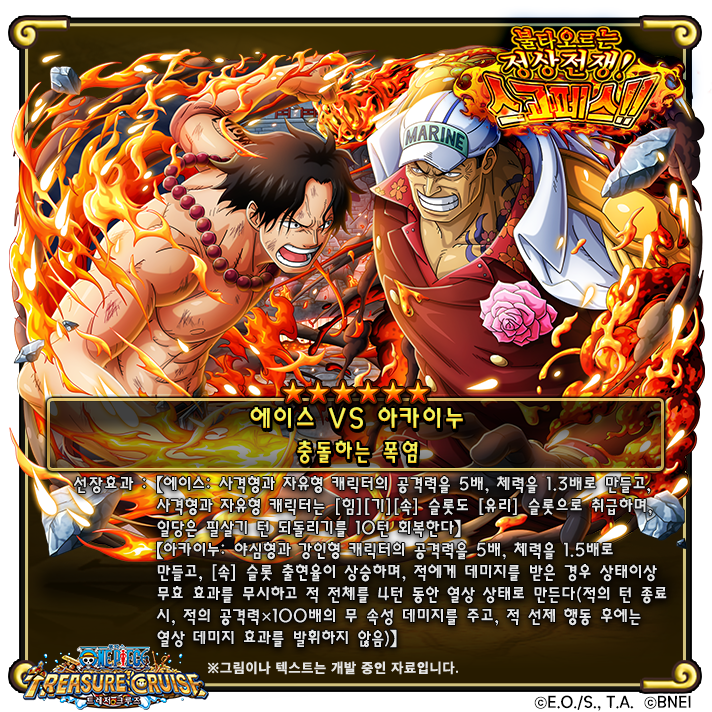 불타오르는
정상전쟁!
스고페스!!
MARINE
에이스 VS 아카이누
충돌하는 폭염
선장효과 : 【에이스: 사격형과 자유형 캐릭터의 공격력을 5배, 체력을 1.3배로 만들고,
사격형과 자유형 캐릭터는 [힘][기][속] 슬롯도 [유리] 슬롯으로 취급하며,
일당은 필살기 턴 되돌리기를 10턴 회복한다】
【아카이누: 야심형과 강인형 캐릭터의 공격력을 5배, 체력을 1.5배로
만들고, [속] 슬롯 출현율이 상승하며, 적에게 데미지를 받은 경우 상태이상
무효 효과를 무시하고 적 전체를 4턴 동안 열상 상태로 만든다(적의 턴 종료
시, 적의 공격력×100배의 무 속성 데미지를 주고, 적 선제 행동 후에는
열상 데미지 효과를 발휘하지 않음)】
※그림이나 텍스트는 개발 중인 자료입니다.
ONE PIECE
TREASURE CRUISE
트레저 크루즈
©E.O./S., T.A. ©BNEI